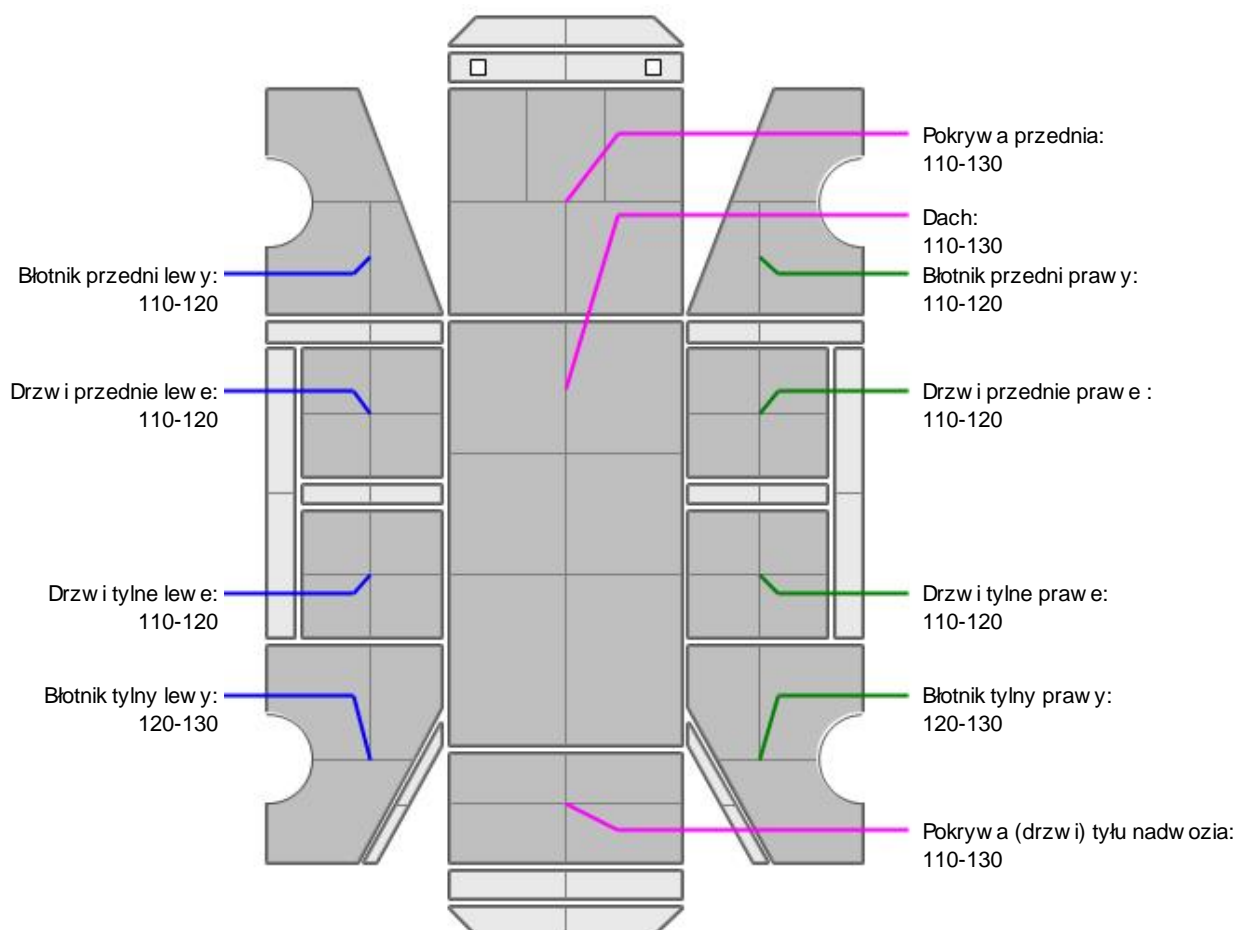 Pokrywa przednia:
110-130
Dach:
110-130
Błotnik przedni lewy:
110-120
Błotnik przedni prawy:
110-120
Drzwi przednie lewe:
110-120
Drzwi przednie prawe :
110-120
Drzwi tylne lewe:
110-120
Drzwi tylne prawe:
110-120
Błotnik tylny lewy:
120-130
Błotnik tylny prawy:
120-130
Pokrywa (drzwi) tyłu nadwozia:
110-130